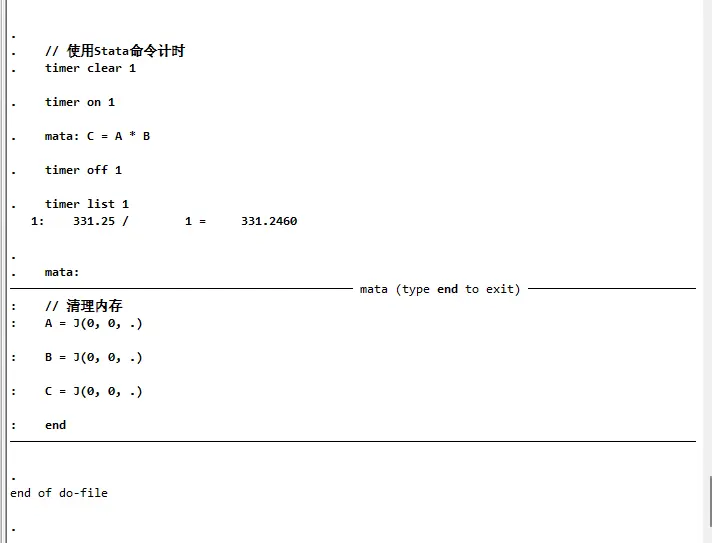 .
.    // 使用Stata命令计时
.    timer clear 1
.    timer on 1
.    mata: C = A * B
.    timer off 1
.    timer list 1
   1:    331.25 /        1 =     331.2460
.
.    mata:
mata (type end to exit)
:    // 清理内存
:    A = J(0, 0, .)
:    B = J(0, 0, .)
:    C = J(0, 0, .)
:    end
.
end of do-file
.